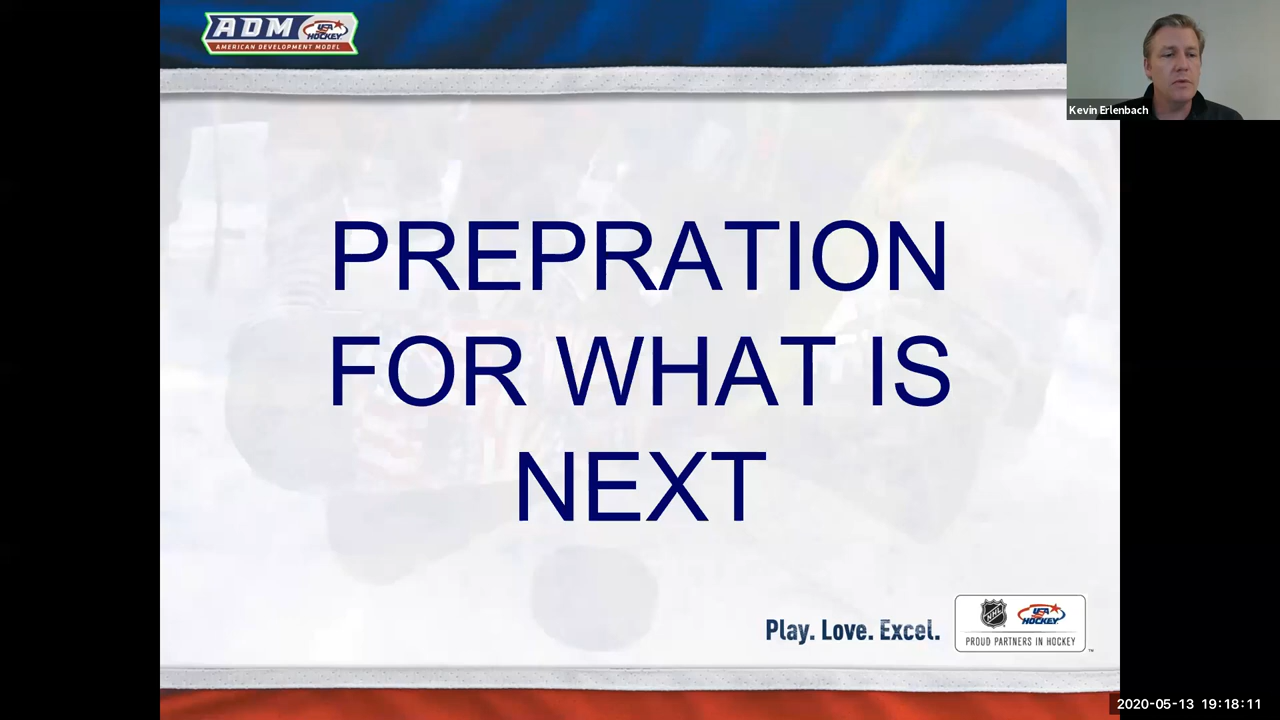 ADM
USA HOCKEY
AMERICAN DEVELOPMENT MODEL
Kevin Erlenbach
PREPRATION
FOR WHAT IS
NEXT
Play. Love. Excel.
NHL
USA HOCKEY
PROUD PARTNERS IN HOCKEY
™
2020-05-13 19:18:11